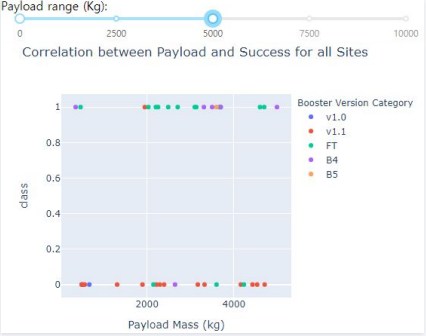 Payload range (Kg):
0 2500 5000 7500 10000
Correlation between Payload and Success for all Sites
Booster Version Category
v1.0
v1.1
FT
B4
B5
class
1
0.8
0.6
0.4
0.2
0
2000 4000
Payload Mass (kg)